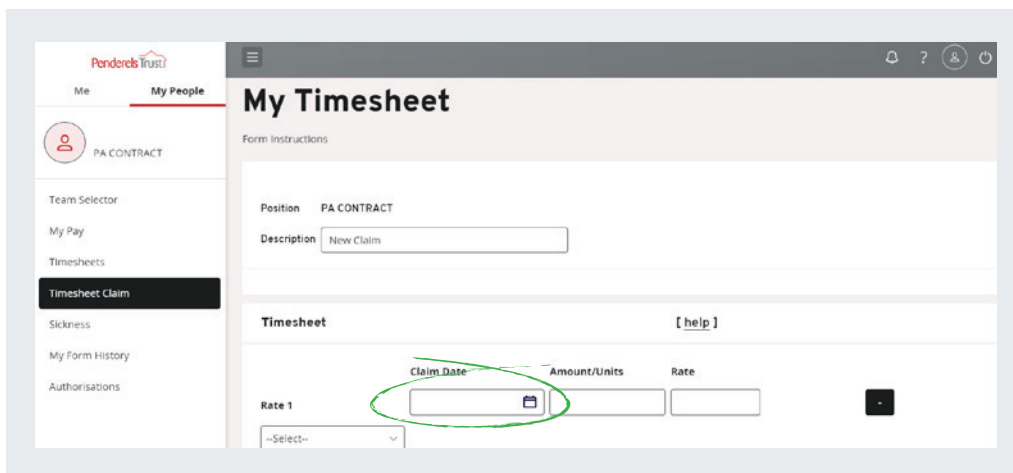 Penderels Trust
?
Me My People
My Timesheet
Form Instructions
PA CONTRACT
Team Selector
My Pay
Timesheets
Timesheet Claim
Sickness
My Form History
Authorisations
Position PA CONTRACT
Description New Claim
Timesheet [ help ]
Claim Date Amount/Units Rate
Rate 1 -
--Select--